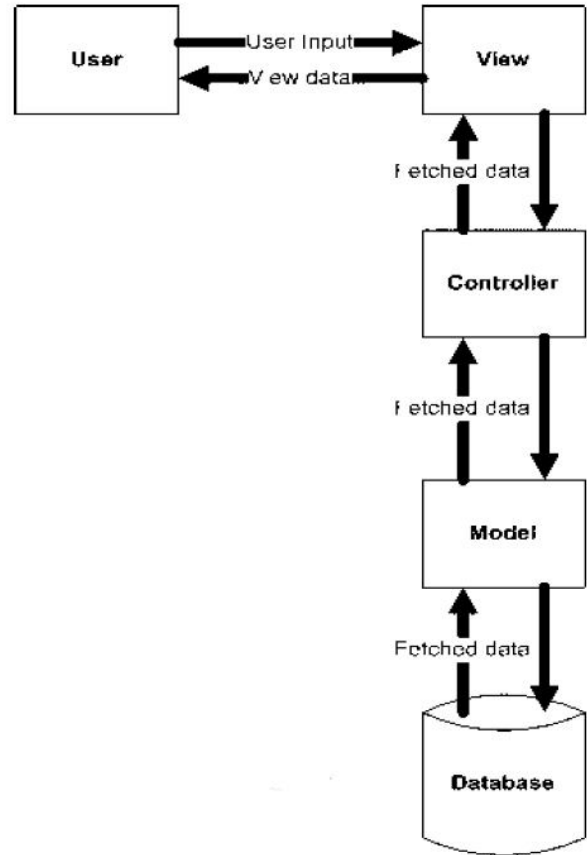 User
User Input
View data
View
Fetched data
Controller
Fetched data
Model
Fetched data
Database